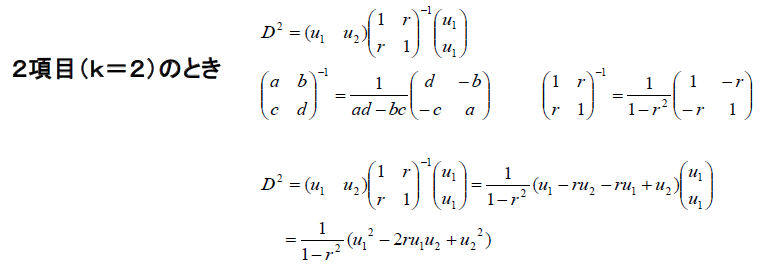 D² = (u₁ u₂) ( 1 r ; r 1 )⁻¹ ( u₁ ; u₁ )
2項目(k=2)のとき
( a b ; c d )⁻¹ = 1/(ad−bc) ( d −b ; −c a ) ( 1 r ; r 1 )⁻¹ = 1/(1−r²) ( 1 −r ; −r 1 )
D² = (u₁ u₂) ( 1 r ; r 1 )⁻¹ ( u₁ ; u₁ ) = 1/(1−r²) (u₁ − ru₂ − ru₁ + u₂) ( u₁ ; u₁ )
= 1/(1−r²) (u₁² − 2ru₁u₂ + u₂²)